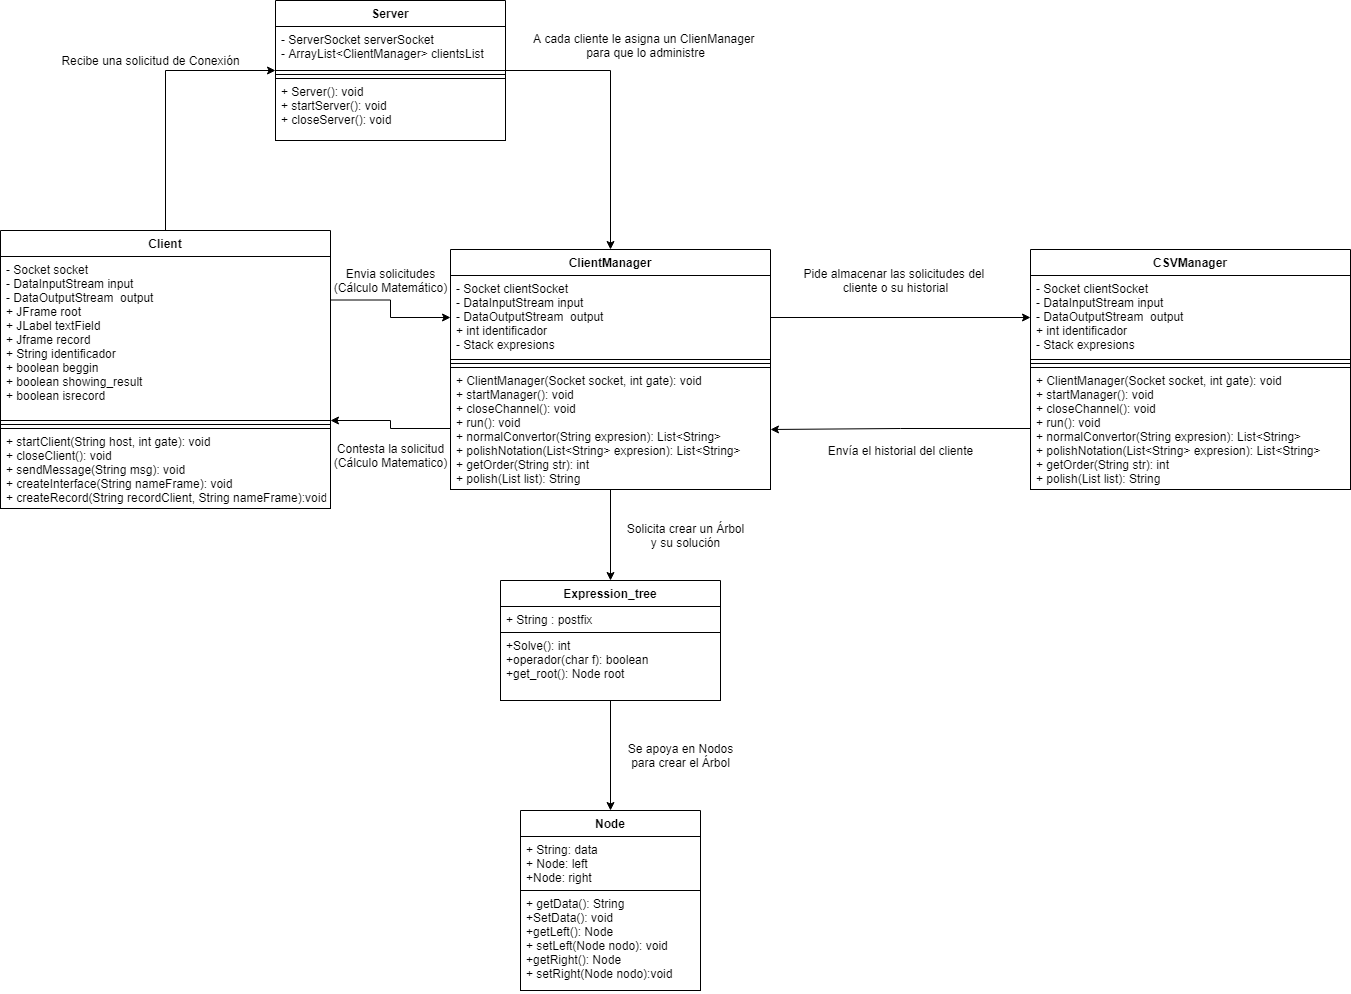 Server
- ServerSocket serverSocket
- ArrayList<ClientManager> clientsList
+ Server(): void
+ startServer(): void
+ closeServer(): void
Recibe una solicitud de Conexión
A cada cliente le asigna un ClienManager
para que lo administre
Client
- Socket socket
- DataInputStream input
- DataOutputStream  output
+ JFrame root
+ JLabel textField
+ Jframe record
+ String identificador
+ boolean beggin
+ boolean showing_result
+ boolean isrecord
+ startClient(String host, int gate): void
+ closeClient(): void
+ sendMessage(String msg): void
+ createInterface(String nameFrame): void
+ createRecord(String recordClient, String nameFrame):void
Envia solicitudes
(Cálculo Matemático)
Contesta la solicitud
(Cálculo Matematico)
ClientManager
- Socket clientSocket
- DataInputStream input
- DataOutputStream  output
+ int identificador
- Stack expresions
+ ClientManager(Socket socket, int gate): void
+ startManager(): void
+ closeChannel(): void
+ run(): void
+ normalConvertor(String expresion): List<String>
+ polishNotation(List<String> expresion): List<String>
+ getOrder(String str): int
+ polish(List list): String
Pide almacenar las solicitudes del
cliente o su historial
Envía el historial del cliente
CSVManager
- Socket clientSocket
- DataInputStream input
- DataOutputStream  output
+ int identificador
- Stack expresions
+ ClientManager(Socket socket, int gate): void
+ startManager(): void
+ closeChannel(): void
+ run(): void
+ normalConvertor(String expresion): List<String>
+ polishNotation(List<String> expresion): List<String>
+ getOrder(String str): int
+ polish(List list): String
Solicita crear un Árbol
y su solución
Expression_tree
+ String : postfix
+Solve(): int
+operador(char f): boolean
+get_root(): Node root
Se apoya en Nodos
para crear el Árbol
Node
+ String: data
+ Node: left
+Node: right
+ getData(): String
+SetData(): void
+getLeft(): Node
+ setLeft(Node nodo): void
+getRight(): Node
+ setRight(Node nodo):void